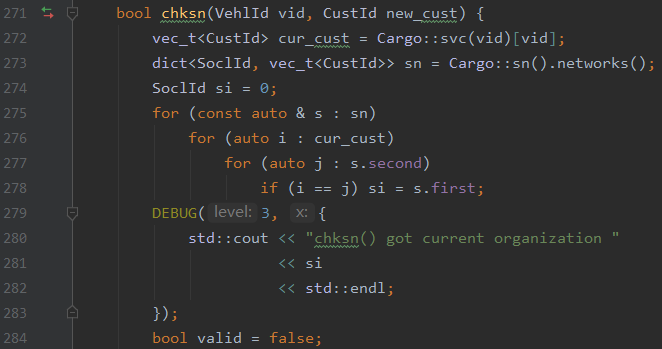 271 bool chksn(VehlId vid, CustId new_cust) {
272 vec_t<CustId> cur_cust = Cargo::svc(vid)[vid];
273 dict<SoclId, vec_t<CustId>> sn = Cargo::sn().networks();
274 SoclId si = 0;
275 for (const auto & s : sn)
276 for (auto i : cur_cust)
277 for (auto j : s.second)
278 if (i == j) si = s.first;
279 DEBUG( level: 3, x: {
280 std::cout << "chksn() got current organization "
281 << si
282 << std::endl;
283 });
284 bool valid = false;